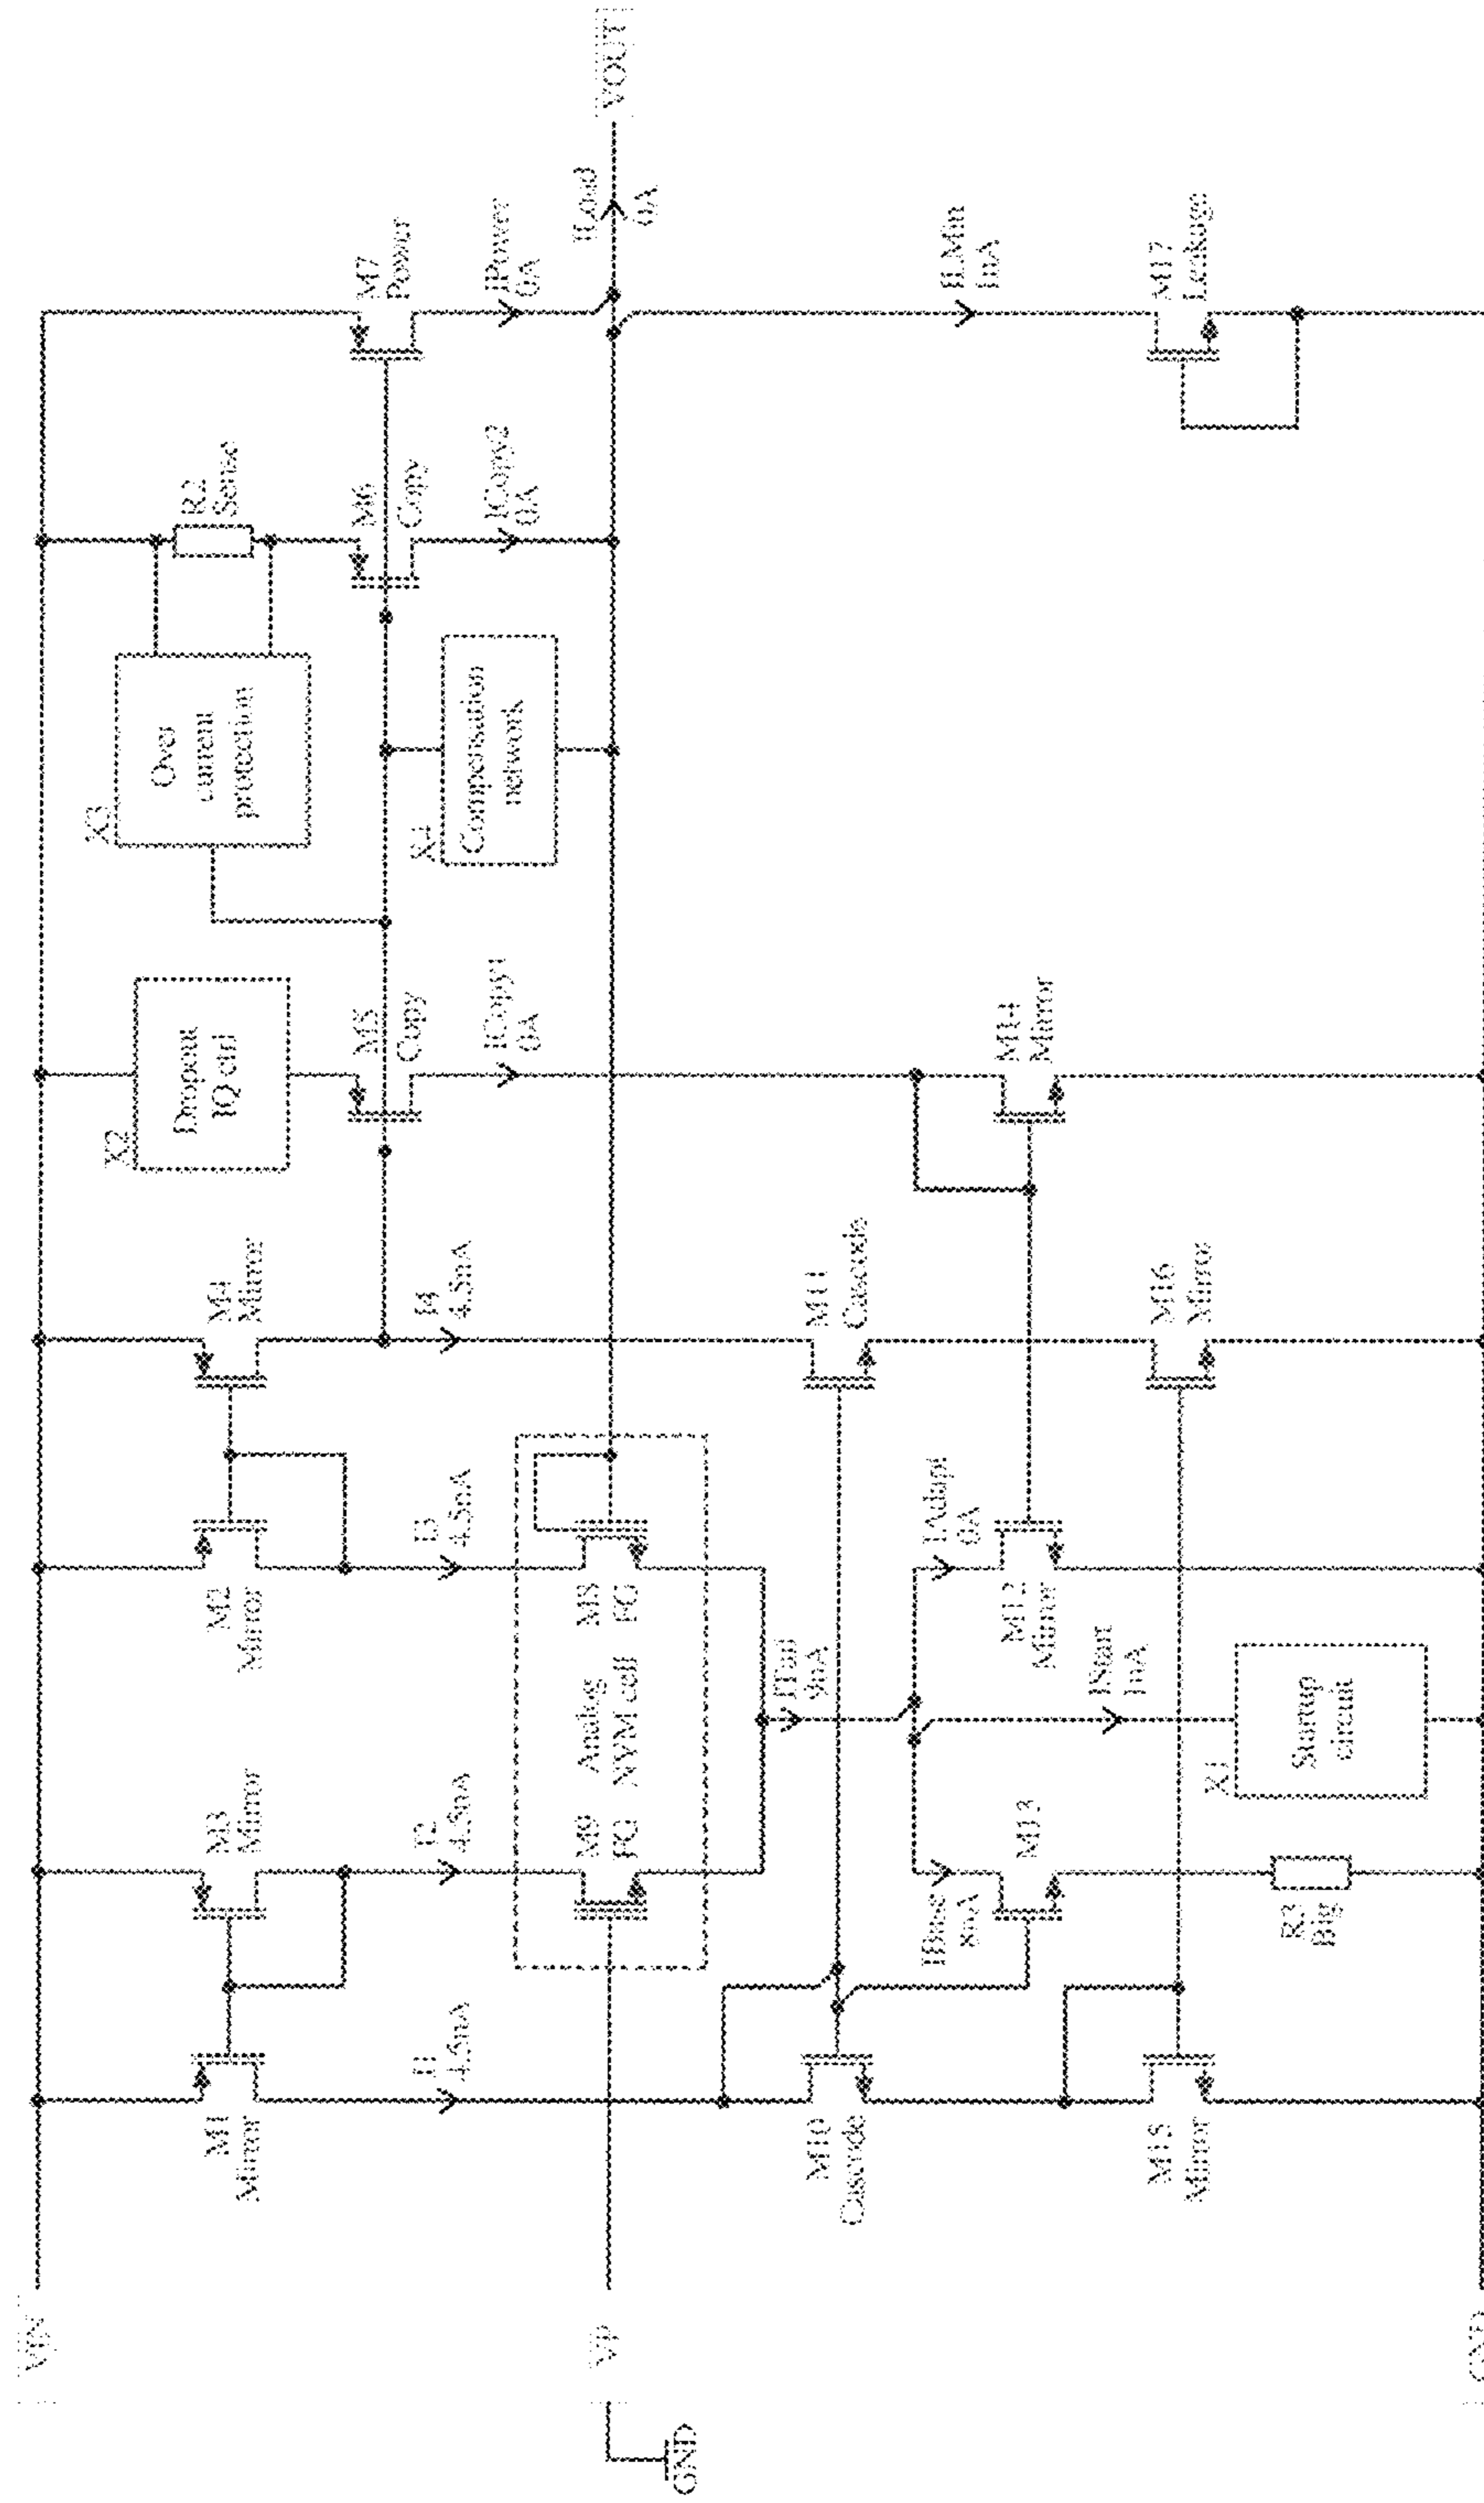 VIN
M1
Mirror
M3
Mirror
M2
Mirror
M4
Mirror
X2
Dropout
IQ ctrl
X3
Over
current
protection
R2
Sense
M5
Copy
M6
Copy
M7
Power
I1
4.5nA
I2
4.5nA
I3
4.5nA
I4
4.5nA
ICopy1
0A
X4
Compensation
network
ICopy2
0A
IPower
0A
VP
GND
M9
FG
Analog
NVM cell
M8
FG
ILoad
0A
VOUT
ITail
9nA
M10
Cascode
M11
Cascode
IBase
8nA
IAdapt
0A
ILMin
1nA
M13
M12
Mirror
M14
Mirror
IStart
1nA
M15
Mirror
M16
Mirror
M17
Leakage
X1
Startup
circuit
Big
GND